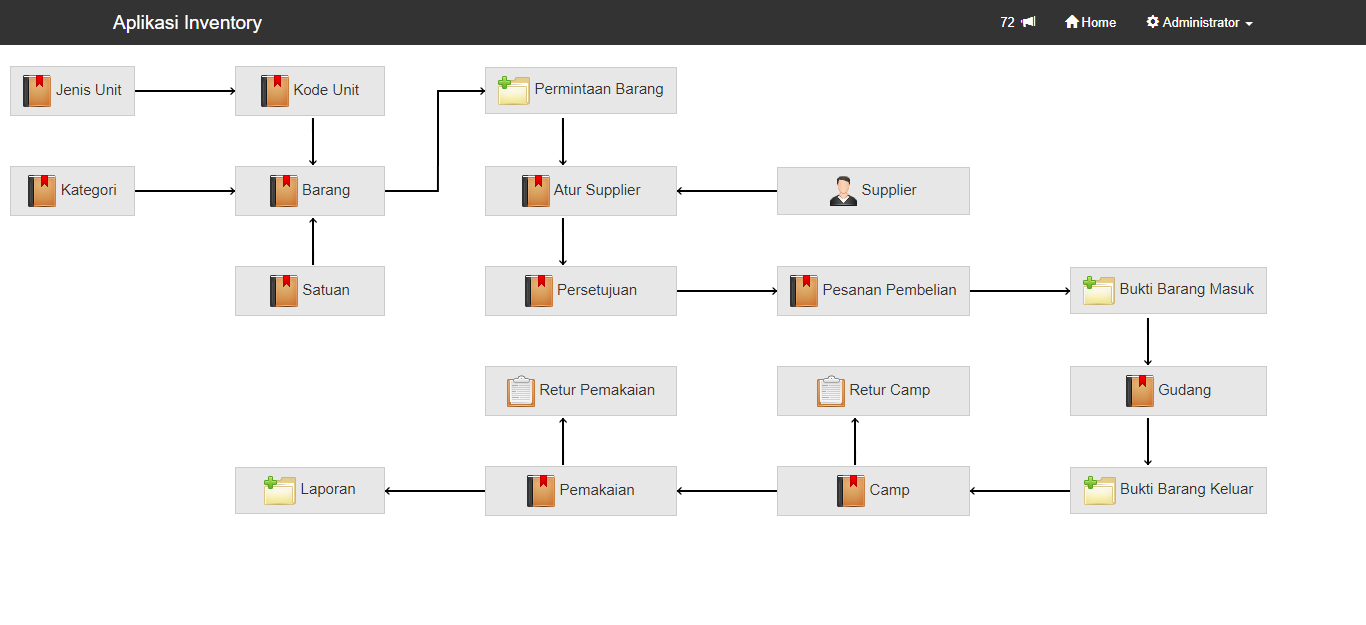 Aplikasi Inventory
72
Home
Administrator
Jenis Unit
Kode Unit
Permintaan Barang
Kategori
Barang
Atur Supplier
Supplier
Satuan
Persetujuan
Pesanan Pembelian
Bukti Barang Masuk
Retur Pemakaian
Retur Camp
Gudang
Laporan
Pemakaian
Camp
Bukti Barang Keluar